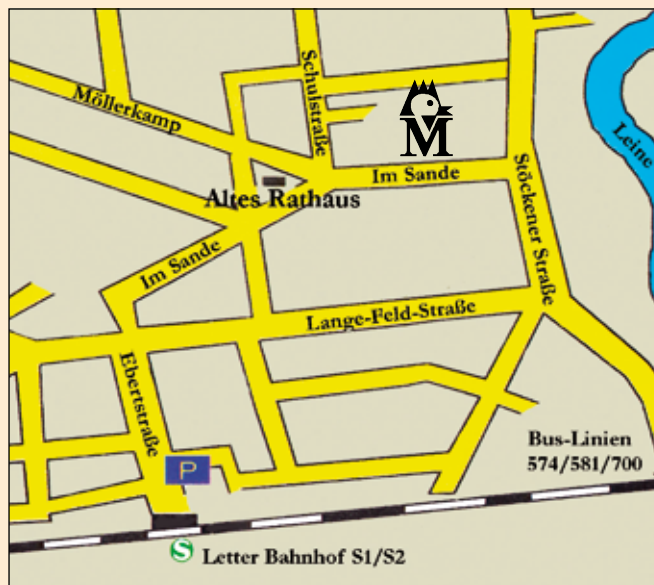 Möllerkamp
Schulstraße
M
Leine
Im Sande
Stöckener Straße
Altes Rathaus
Im Sande
Lange-Feld-Straße
Ebertstraße
Bus-Linien
574/581/700
P
S
Letter Bahnhof S1/S2